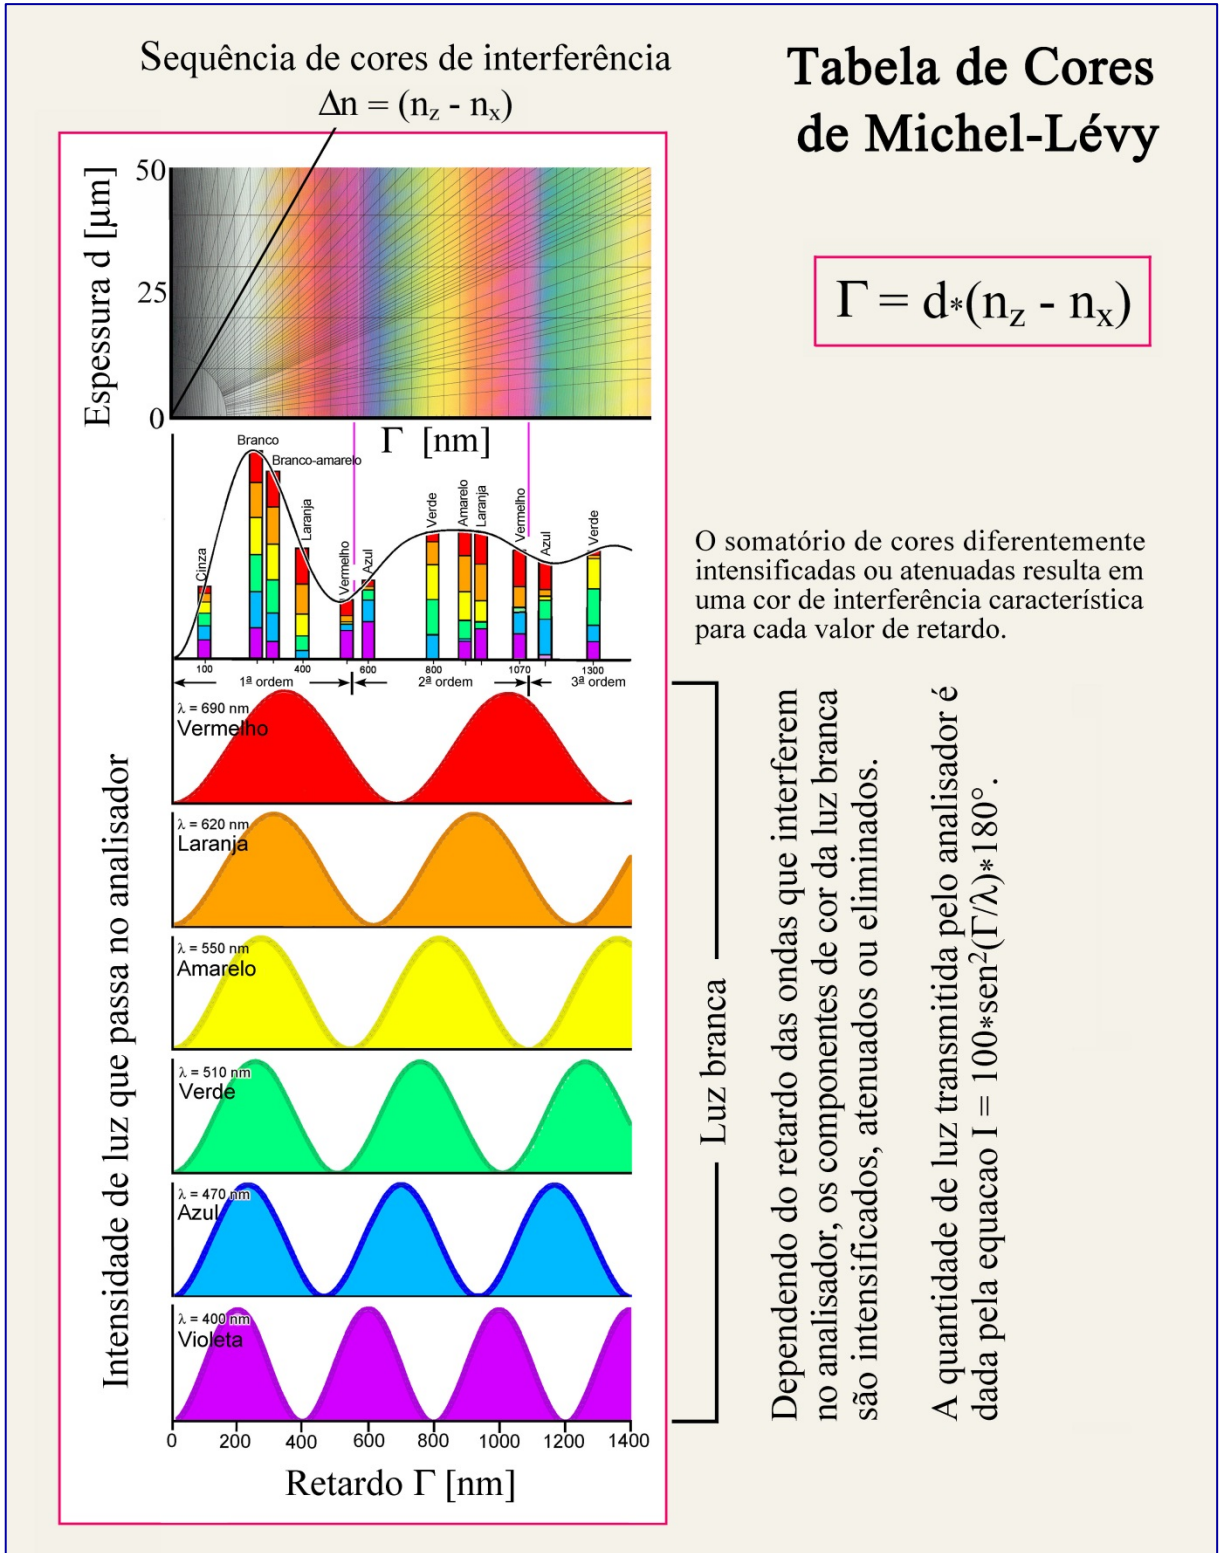 Sequência de cores de interferência
Δn = (nz - nx)
Tabela de Cores
de Michel-Lévy
Γ = d*(nz - nx)
Espessura d [μm]
50
25
0
Γ [nm]
Cinza
Branco
Branco-amarelo
Laranja
Vermelho
Azul
Verde
Amarelo
Laranja
Vermelho
Azul
Verde
100
400
600
800
1070
1300
1ª ordem
2ª ordem
3ª ordem
O somatório de cores diferentemente
intensificadas ou atenuadas resulta em
uma cor de interferência característica
para cada valor de retardo.
Intensidade de luz que passa no analisador
λ = 690 nm
Vermelho
λ = 620 nm
Laranja
λ = 550 nm
Amarelo
λ = 510 nm
Verde
λ = 470 nm
Azul
λ = 400 nm
Violeta
0 200 400 600 800 1000 1200 1400
Retardo Γ [nm]
Luz branca
Dependendo do retardo das ondas que interferem
no analisador, os componentes de cor da luz branca
são intensificados, atenuados ou eliminados.
A quantidade de luz transmitida pelo analisador é
dada pela equacao I = 100*sen²(Γ/λ)*180°.